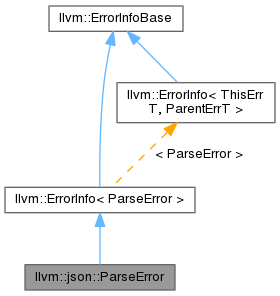 llvm::ErrorInfoBase
llvm::ErrorInfo< ThisErr
T, ParentErrT >
< ParseError >
llvm::ErrorInfo< ParseError >
llvm::json::ParseError